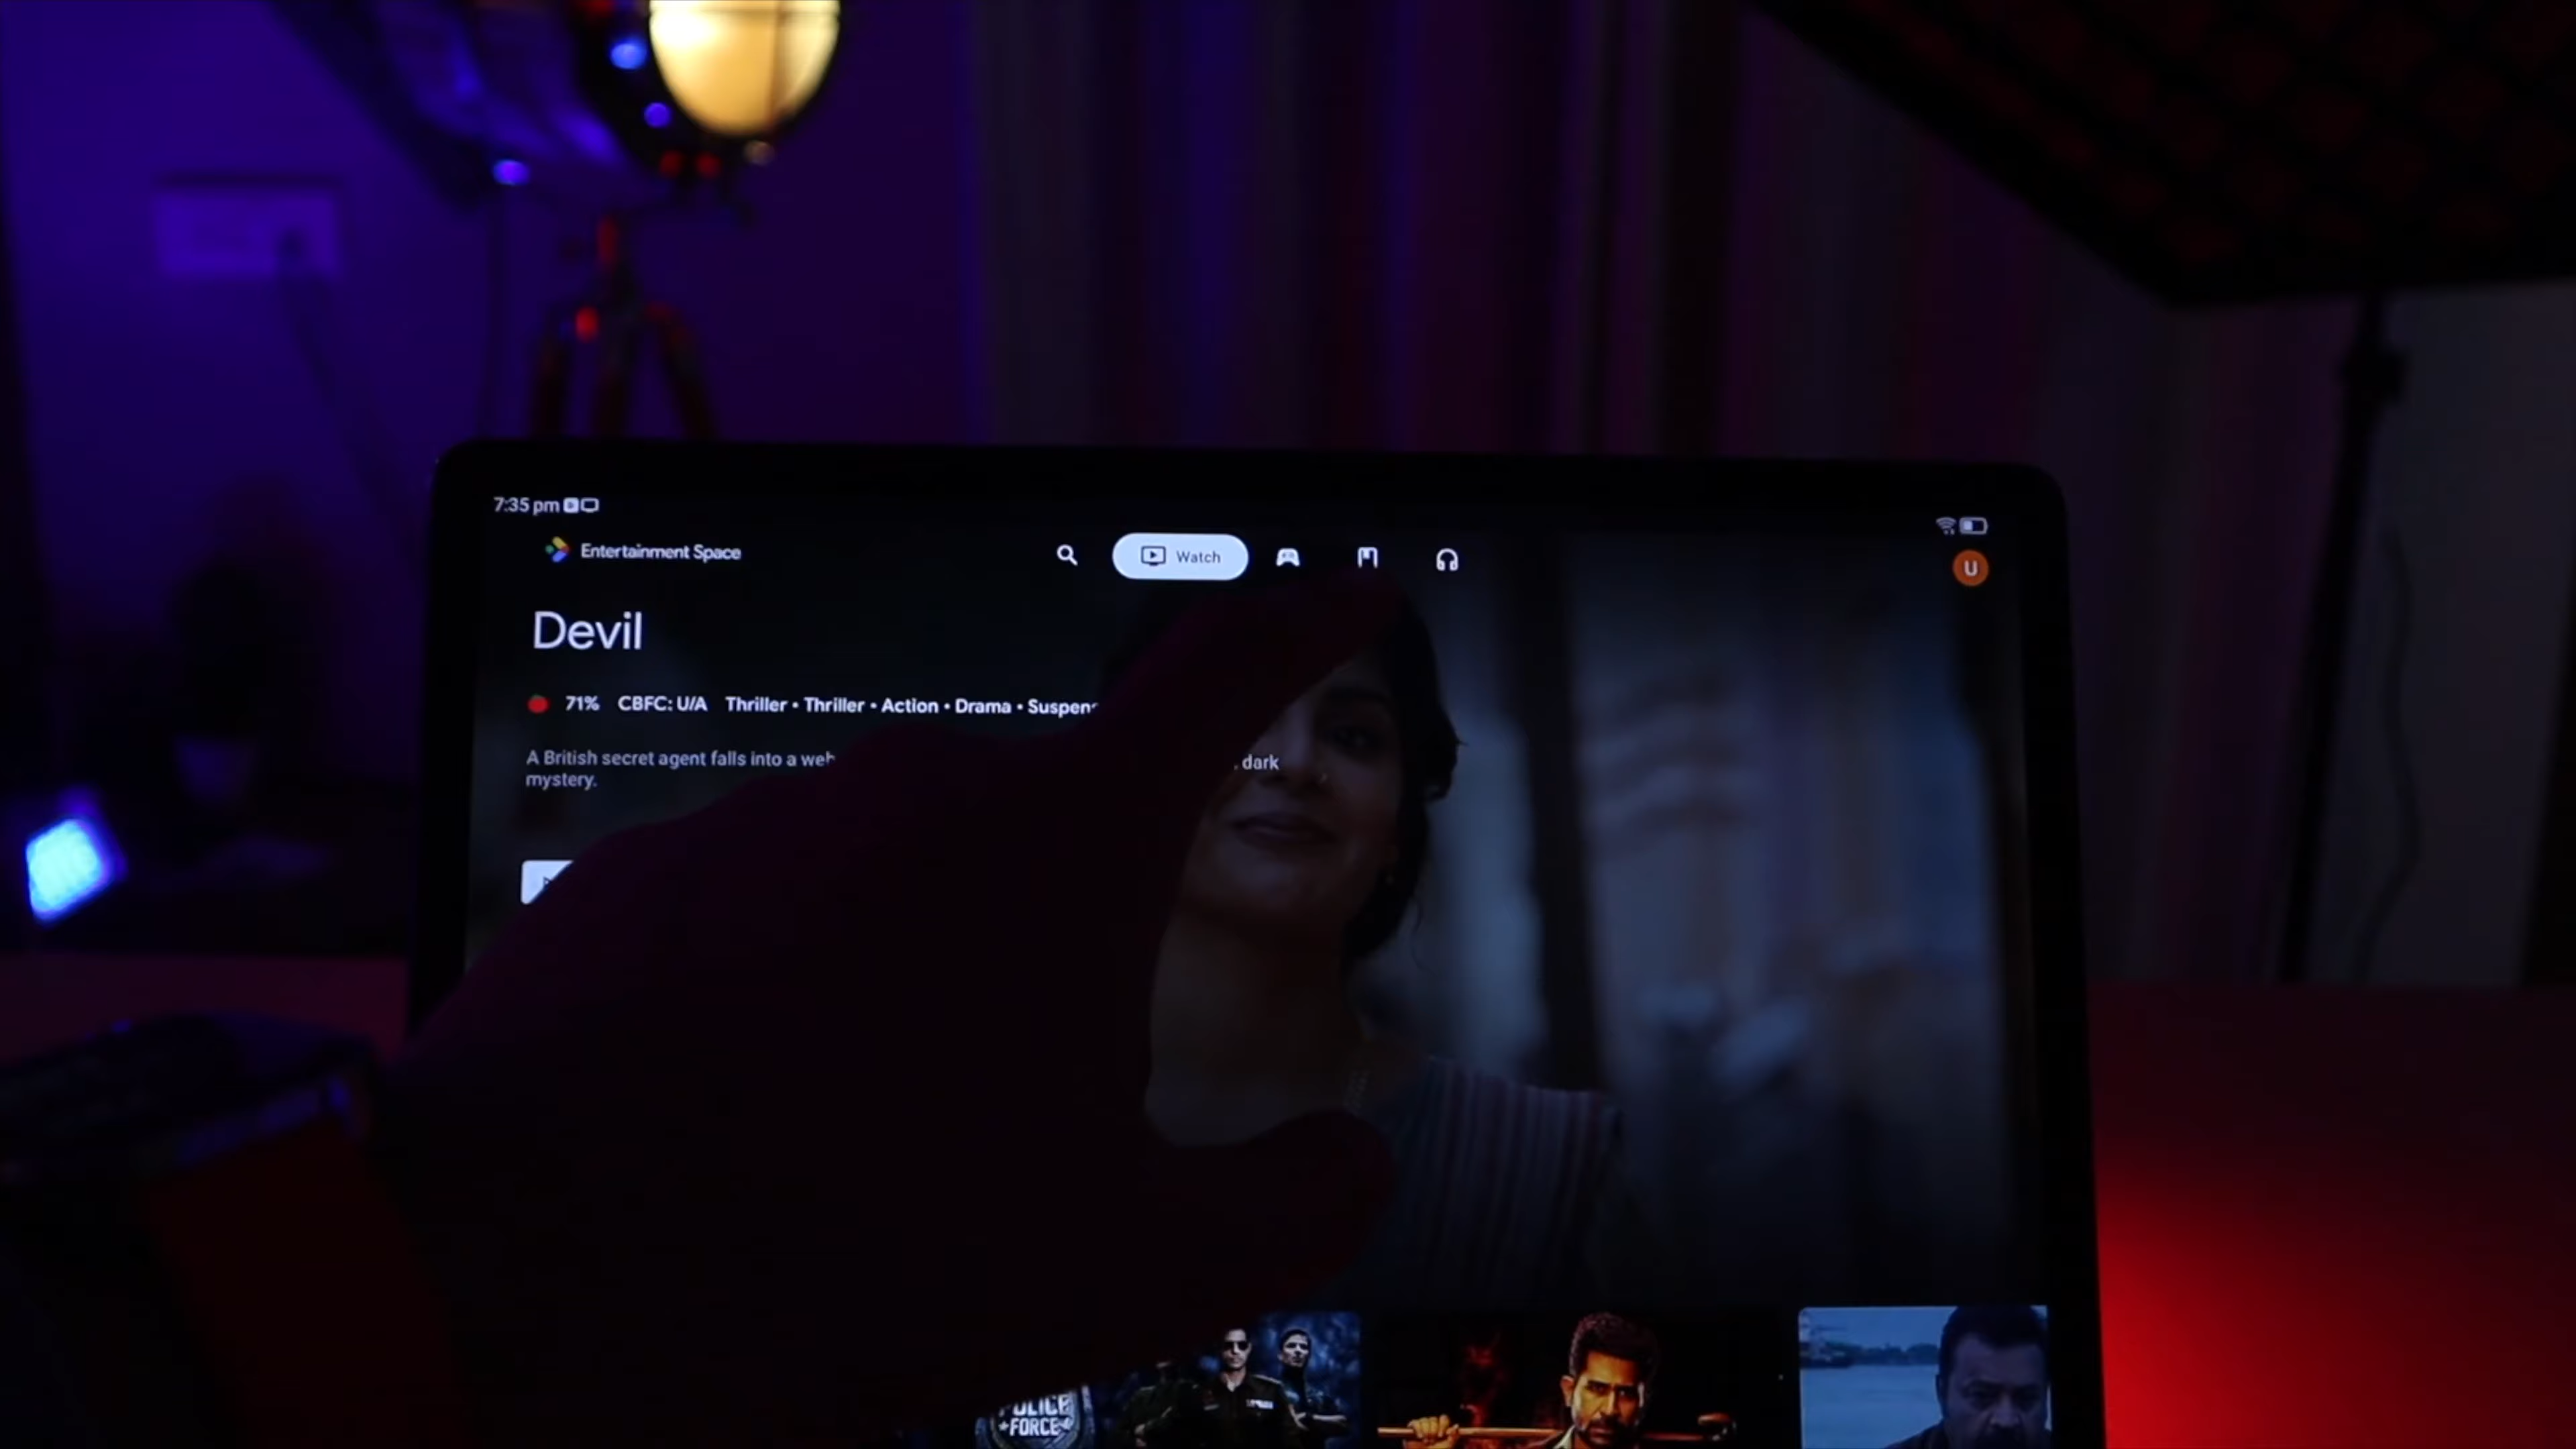 7:35 pm
Entertainment Space
Watch
U
Devil
71% CBFC: U/A Thriller • Thriller • Action • Drama • Suspens
A British secret agent falls into a web
dark
mystery.
POLICE
FORCE